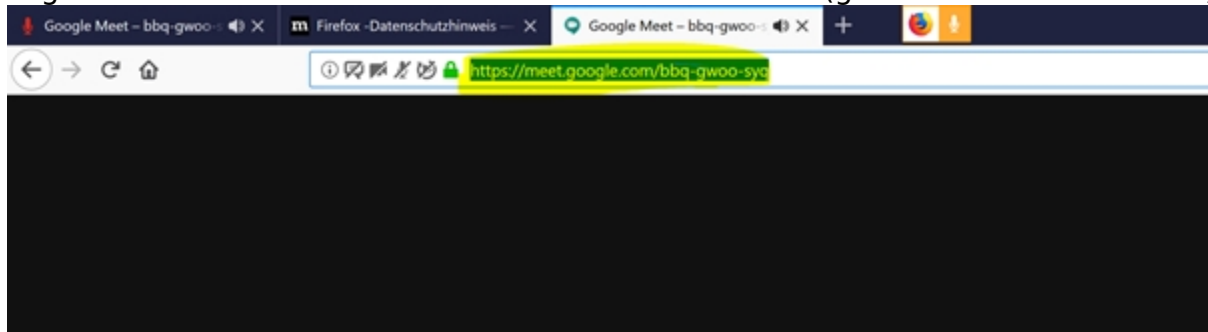 Google Meet – bbq-gwoo-s
Firefox -Datenschutzhinweis —
Google Meet – bbq-gwoo-s
https://meet.google.com/bbq-gwoo-syq